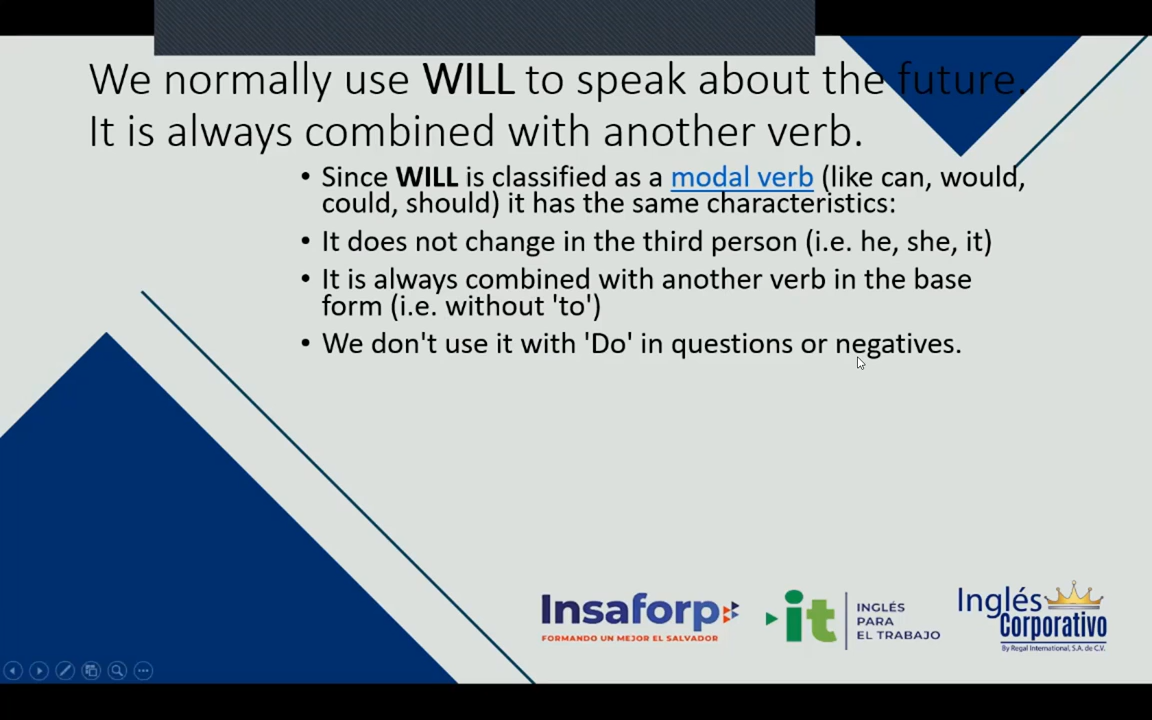 We normally use WILL to speak about the future.
It is always combined with another verb.
• Since WILL is classified as a modal verb (like can, would,
could, should) it has the same characteristics:
• It does not change in the third person (i.e. he, she, it)
• It is always combined with another verb in the base
form (i.e. without 'to')
• We don't use it with 'Do' in questions or negatives.
Insaforp
FORMANDO UN MEJOR EL SALVADOR
it
INGLÉS
PARA
EL TRABAJO
Inglés
Corporativo
By Regal International, S.A. de C.V.